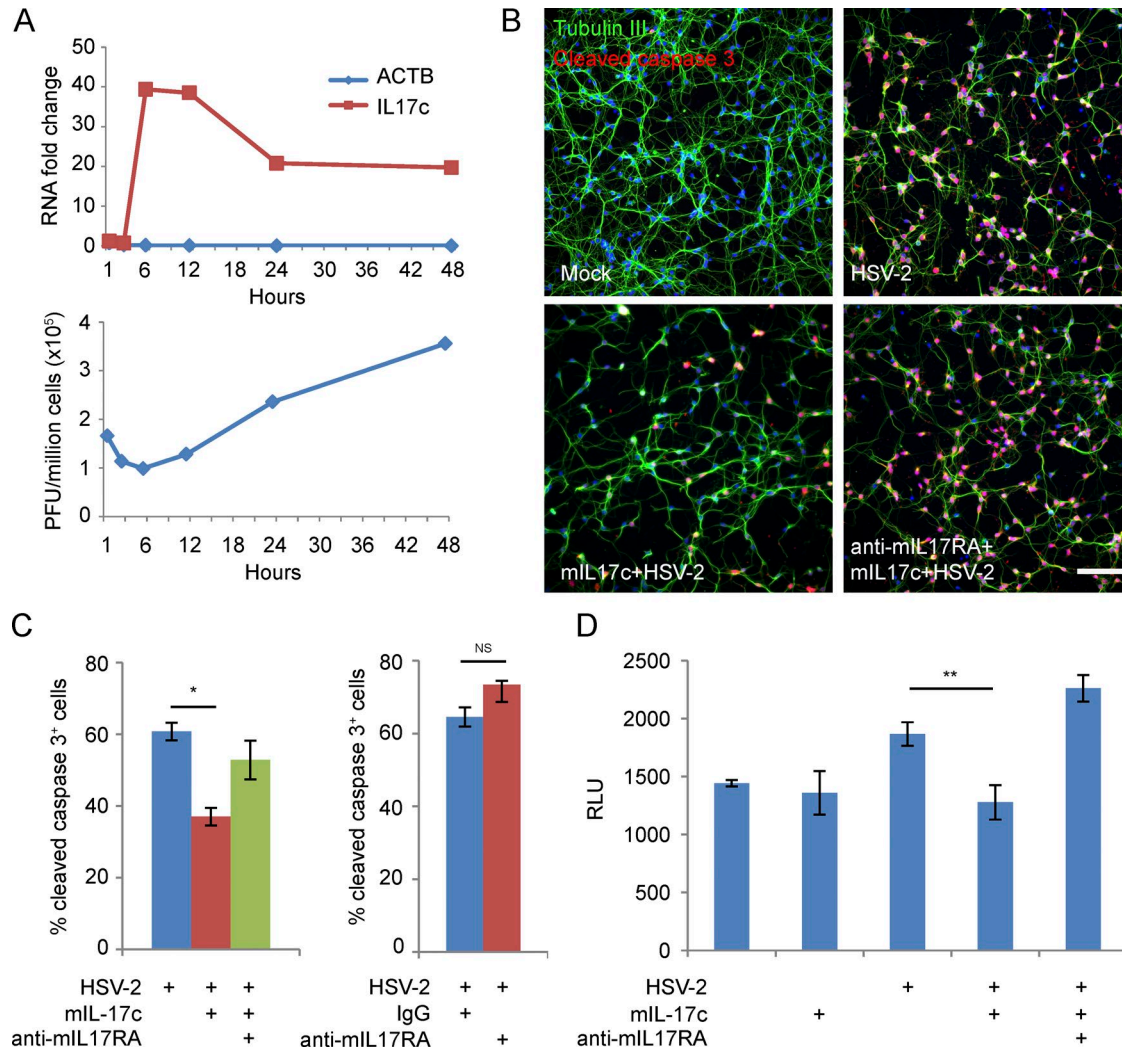 A
RNA fold change
50
40
30
20
10
0
ACTB
IL17c
1 6 12 24 30 36 42 48
Hours
PFU/million cells (x10⁵)
4
3
2
1
0
1 6 12 18 24 30 36 42 48
Hours
B
Tubulin III
Cleaved caspase 3
Mock
HSV-2
mIL17c+HSV-2
anti-mIL17RA+
mIL17c+HSV-2
C
% cleaved caspase 3⁺ cells
80
60
40
20
0
*
HSV-2 + + +
mIL-17c + +
anti-mIL17RA +
% cleaved caspase 3⁺ cells
80
60
40
20
0
NS
HSV-2 + +
IgG +
anti-mIL17RA +
D
RLU
2500
2000
1500
1000
500
0
**
HSV-2 + + +
mIL-17c + + +
anti-mIL17RA +